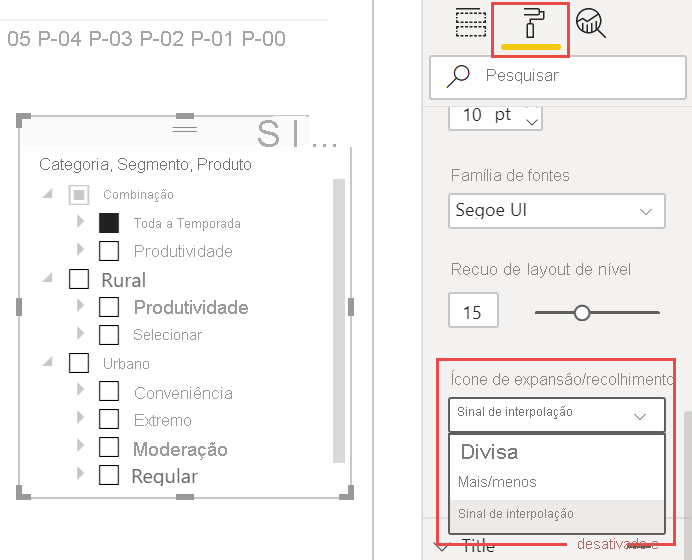 05 P-04 P-03 P-02 P-01 P-00
S I ...
Categoria, Segmento, Produto
Combinação
Toda a Temporada
Produtividade
Rural
Produtividade
Selecionar
Urbano
Conveniência
Extremo
Moderação
Regular
Pesquisar
10 pt
Família de fontes
Segoe UI
Recuo de layout de nível
15
Ícone de expansão/recolhimento
Sinal de interpolação
Divisa
Mais/menos
Sinal de interpolação
Title desativado e